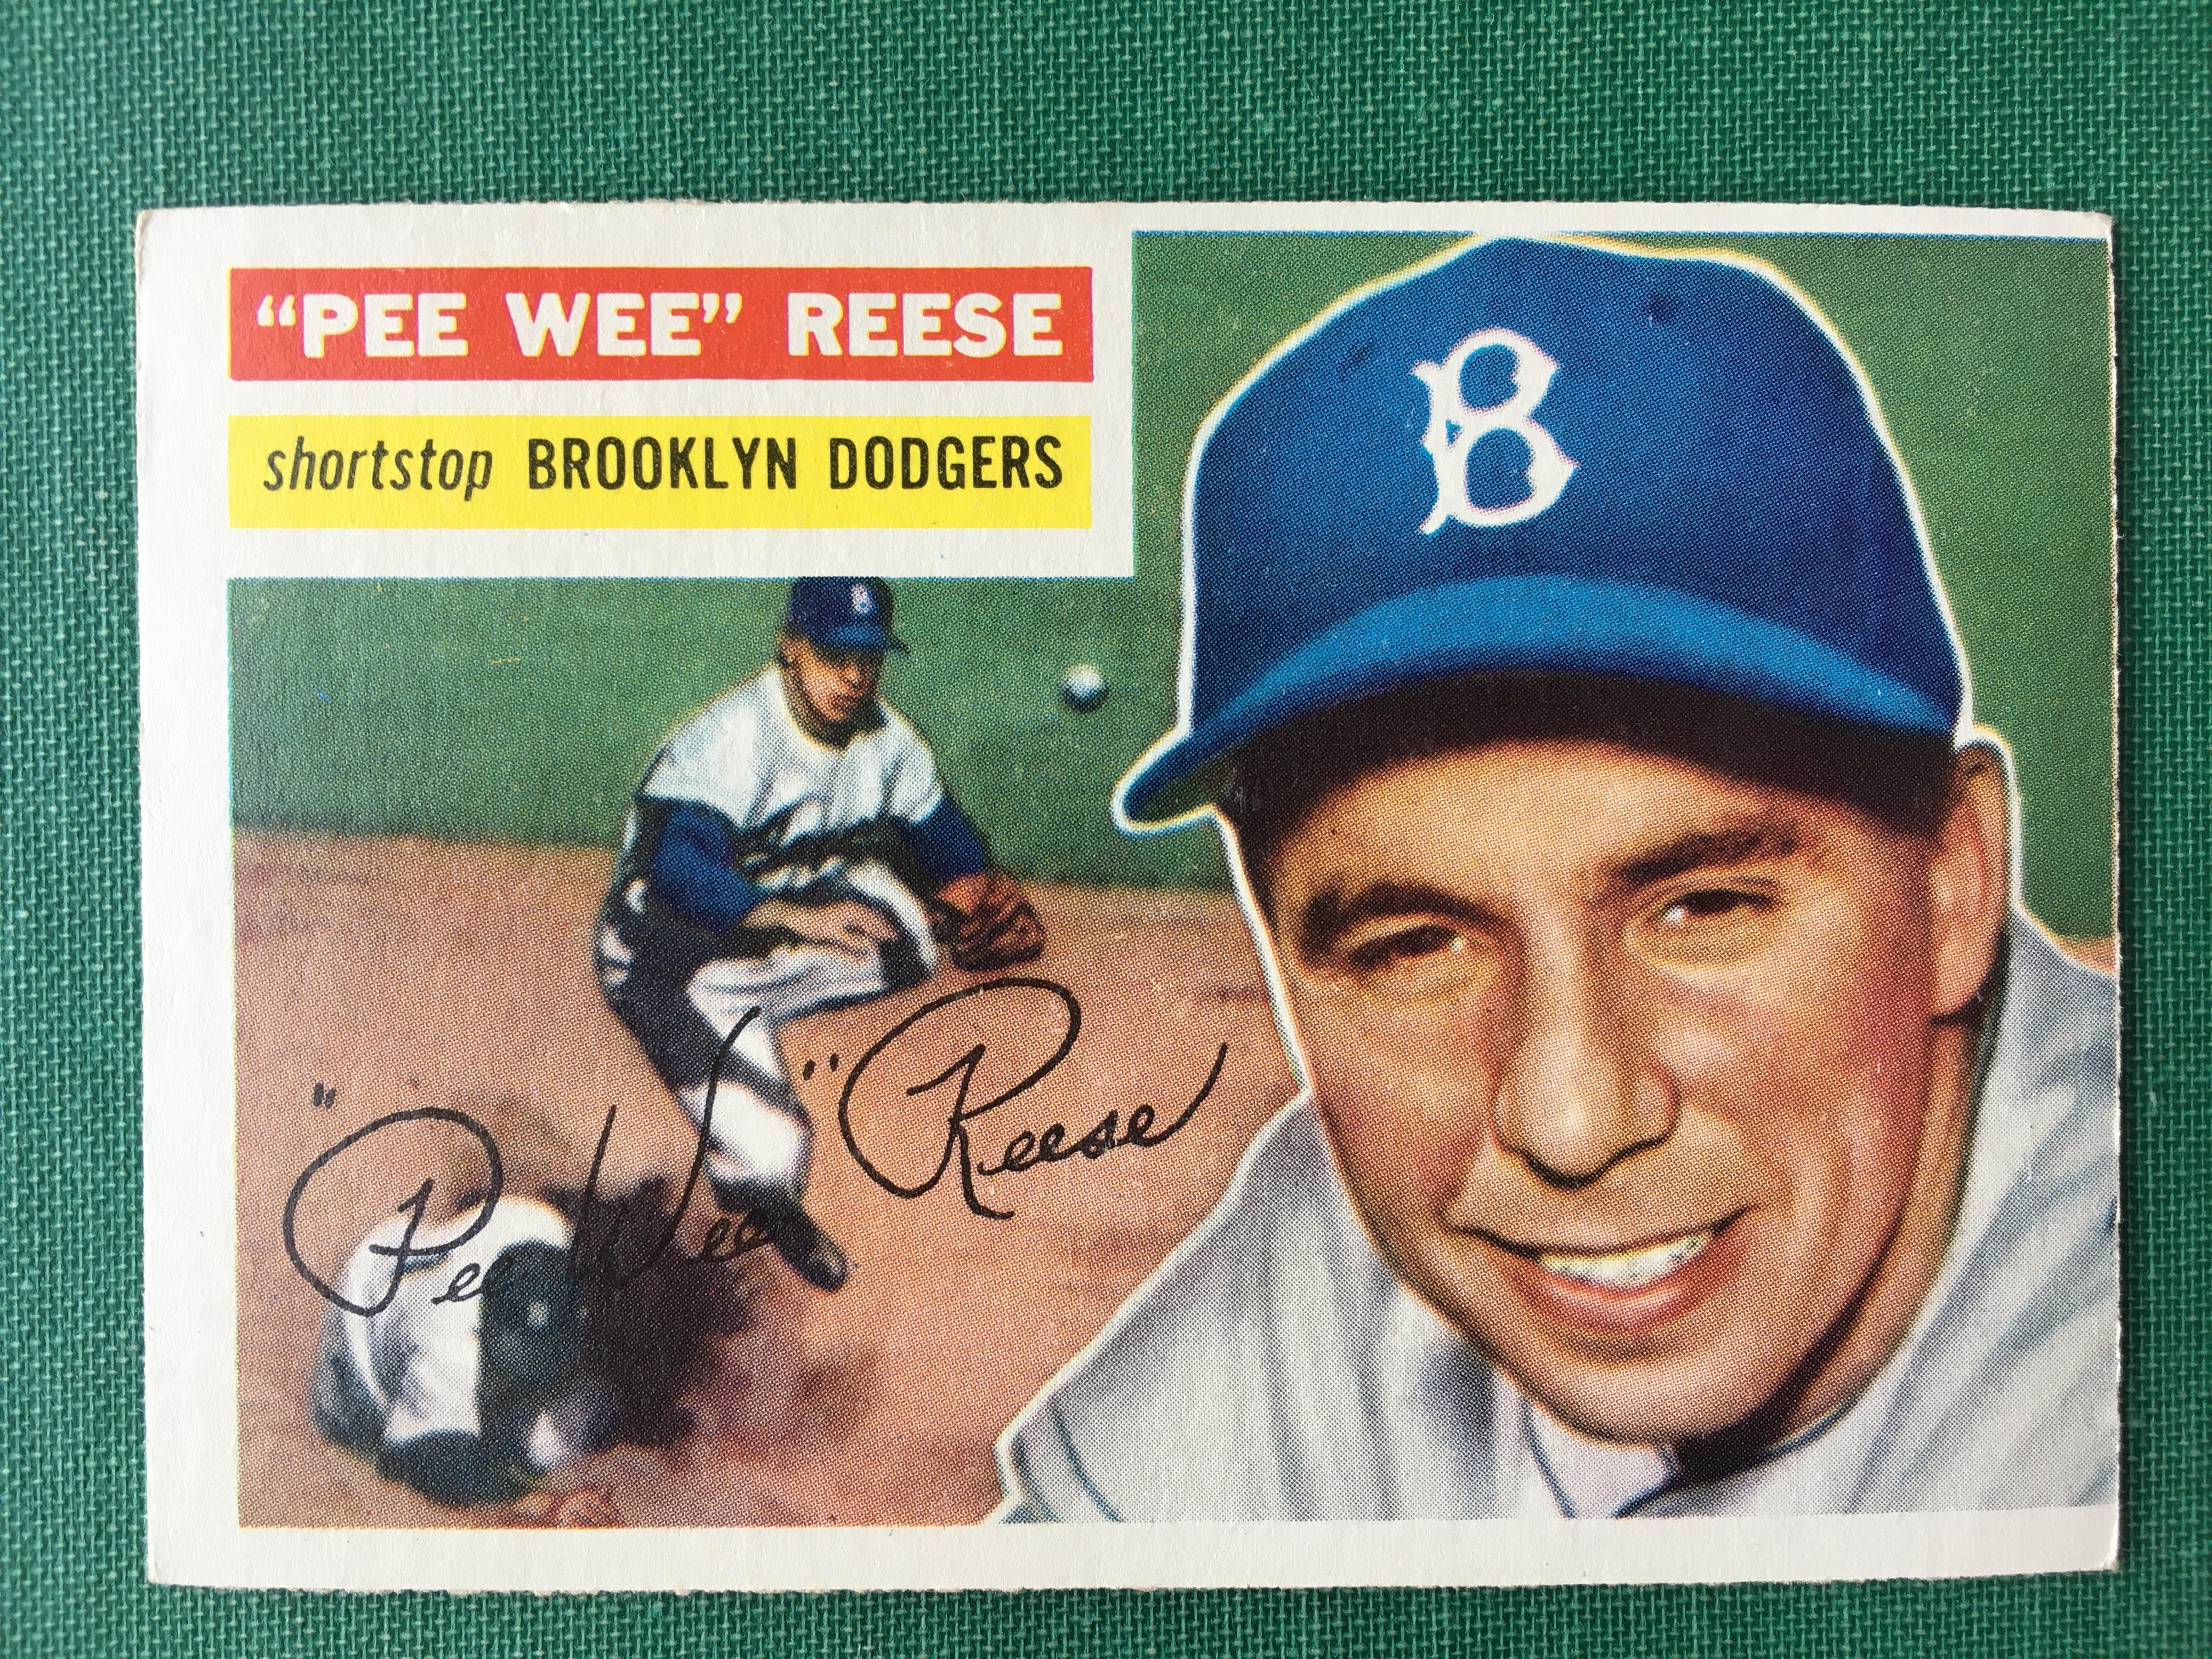 “PEE WEE” REESE
shortstop BROOKLYN DODGERS
B
B
"Pee Wee" Reese